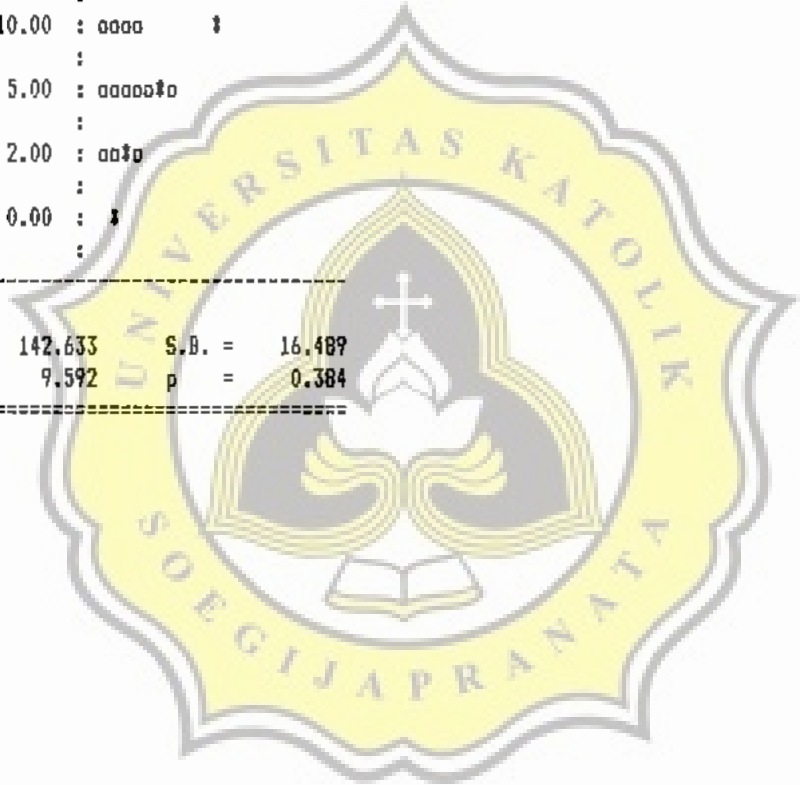 10.00 : oooo *
:
5.00 : ooooo*o
:
2.00 : oo*o
:
0.00 : *
:
------------------------------------------
142.633 S.B. = 16.489
9.592 p = 0.384
==========================================
UNIVERSITAS KATOLIK
SOEGIJAPRANATA